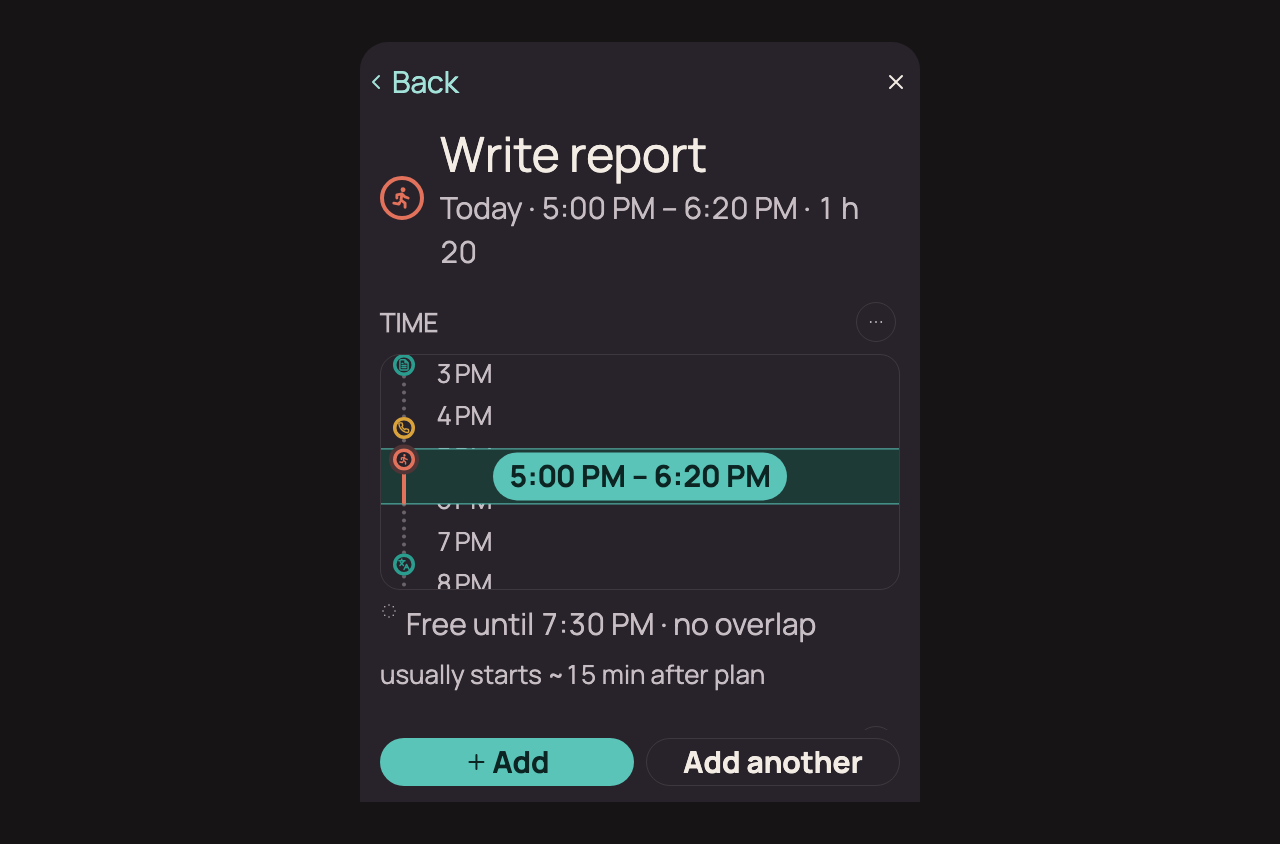 Back
Write report
Today · 5:00 PM – 6:20 PM · 1 h
20
TIME
3 PM
4 PM
5:00 PM – 6:20 PM
7 PM
8 PM
Free until 7:30 PM · no overlap
usually starts ~15 min after plan
+ Add
Add another